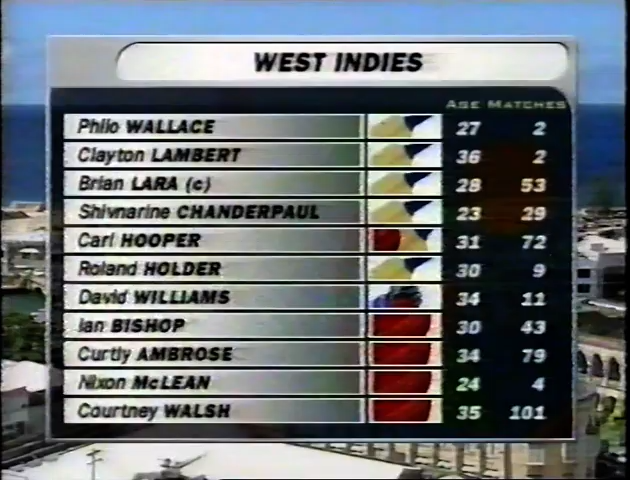 WEST INDIES
AGE MATCHES
Philo WALLACE 27 2
Clayton LAMBERT 36 2
Brian LARA (c) 28 53
Shivnarine CHANDERPAUL 23 29
Carl HOOPER 31 72
Roland HOLDER 30 9
David WILLIAMS 34 11
Ian BISHOP 30 43
Curtly AMBROSE 34 79
Nixon McLEAN 24 4
Courtney WALSH 35 101